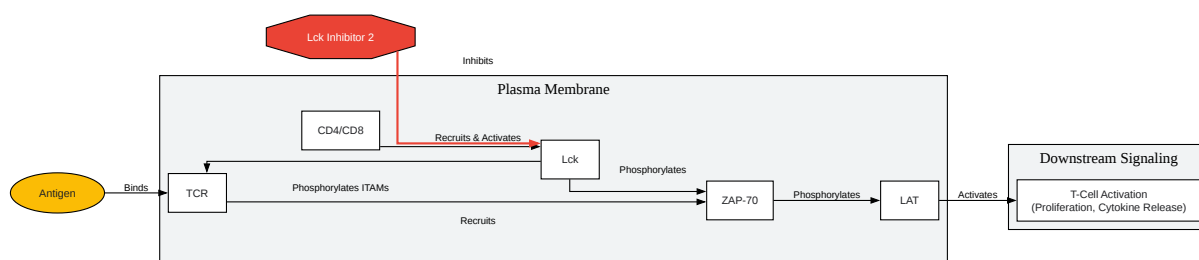 Lck Inhibitor 2
Inhibits
Plasma Membrane
CD4/CD8
Recruits & Activates
Lck
Phosphorylates
Antigen
Binds
TCR
Phosphorylates ITAMs
Recruits
ZAP-70
Phosphorylates
LAT
Activates
Downstream Signaling
T-Cell Activation
(Proliferation, Cytokine Release)